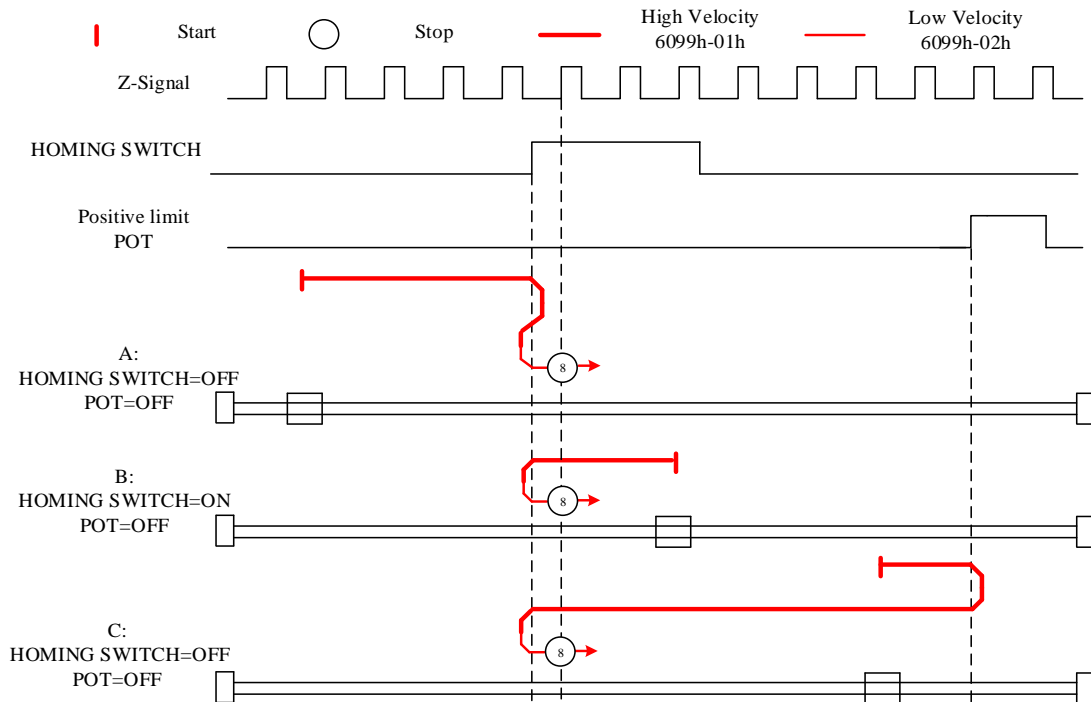 Start
Stop
High Velocity
6099h-01h
Low Velocity
6099h-02h
Z-Signal
HOMING SWITCH
Positive limit
POT
8
A:
HOMING SWITCH=OFF
POT=OFF
8
B:
HOMING SWITCH=ON
POT=OFF
8
C:
HOMING SWITCH=OFF
POT=OFF